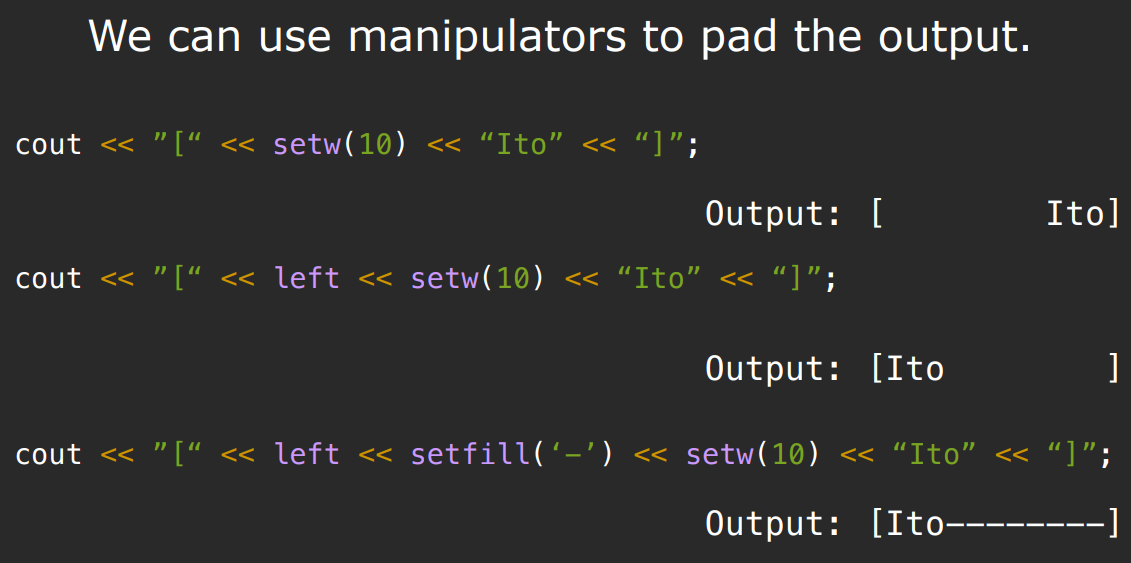 We can use manipulators to pad the output.
cout << ”[“ << setw(10) << “Ito” << “]”;
Output: [        Ito]
cout << ”[“ << left << setw(10) << “Ito” << “]”;
Output: [Ito        ]
cout << ”[“ << left << setfill(‘-’) << setw(10) << “Ito” << “]”;
Output: [Ito--------]